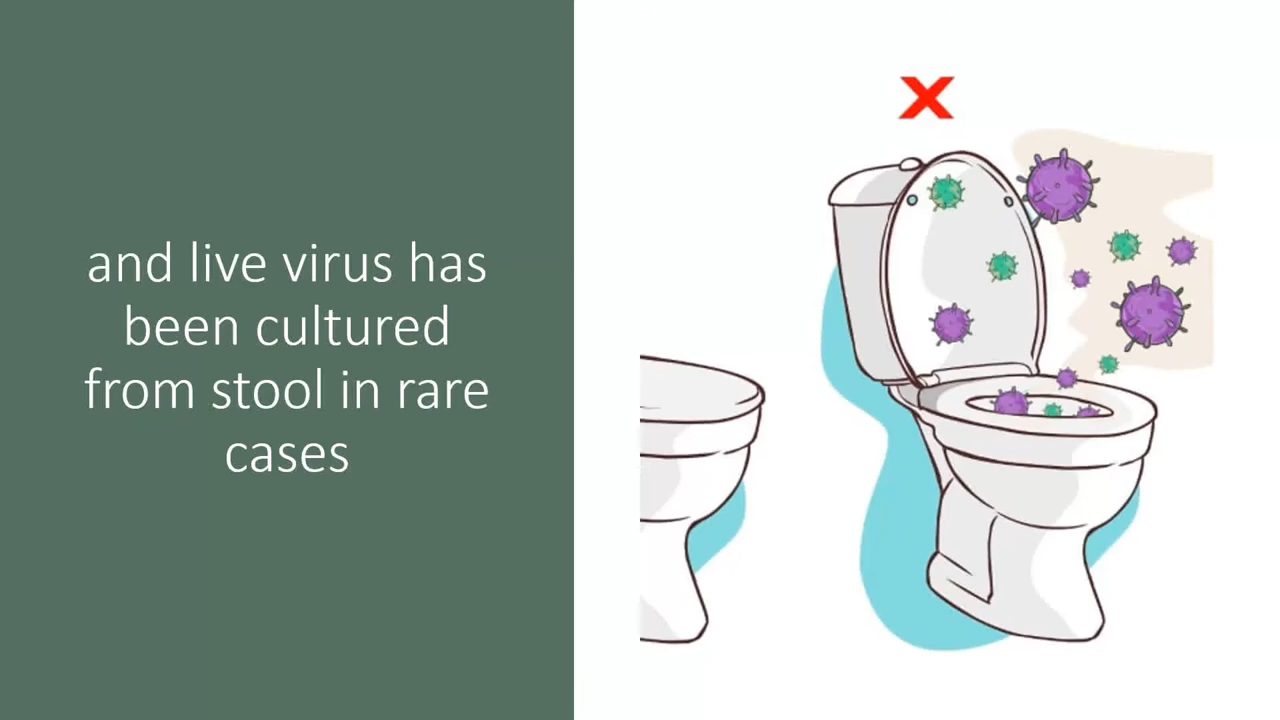 and live virus has
been cultured
from stool in rare
cases